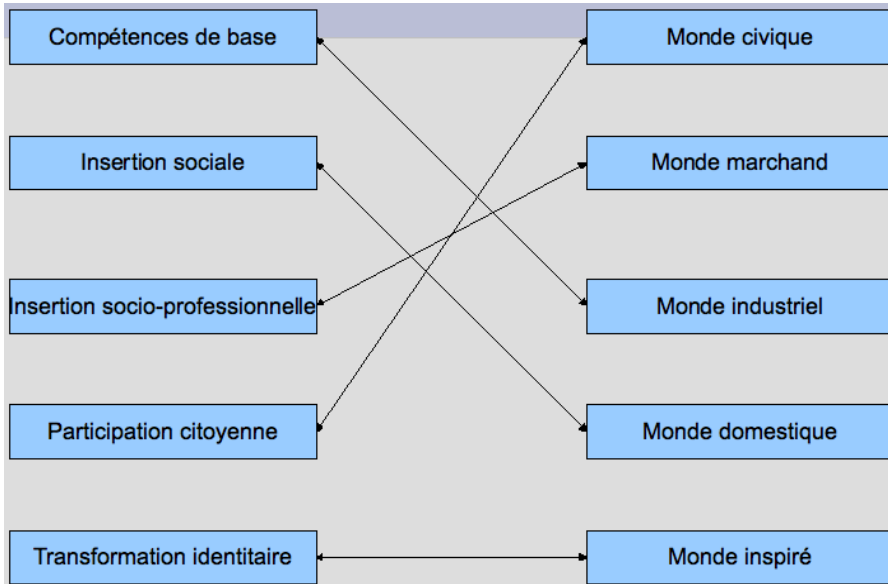 Compétences de base
Monde civique
Insertion sociale
Monde marchand
Insertion socio-professionnelle
Monde industriel
Participation citoyenne
Monde domestique
Transformation identitaire
Monde inspiré